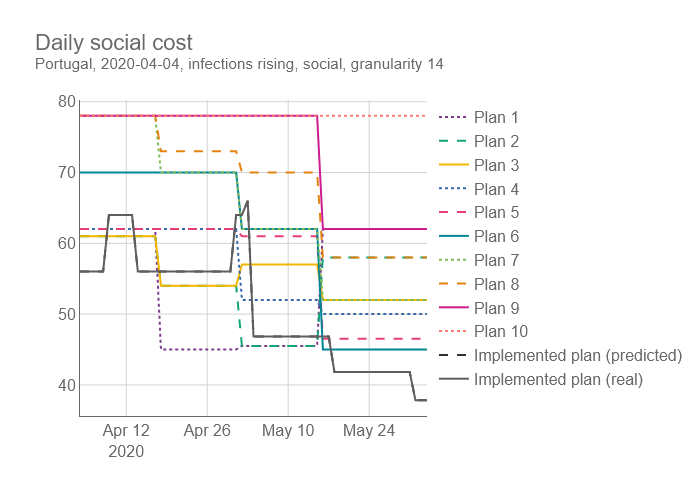 Daily social cost
Portugal, 2020-04-04, infections rising, social, granularity 14
80
70
60
50
40
Apr 12
2020
Apr 26
May 10
May 24
Plan 1
Plan 2
Plan 3
Plan 4
Plan 5
Plan 6
Plan 7
Plan 8
Plan 9
Plan 10
Implemented plan (predicted)
Implemented plan (real)